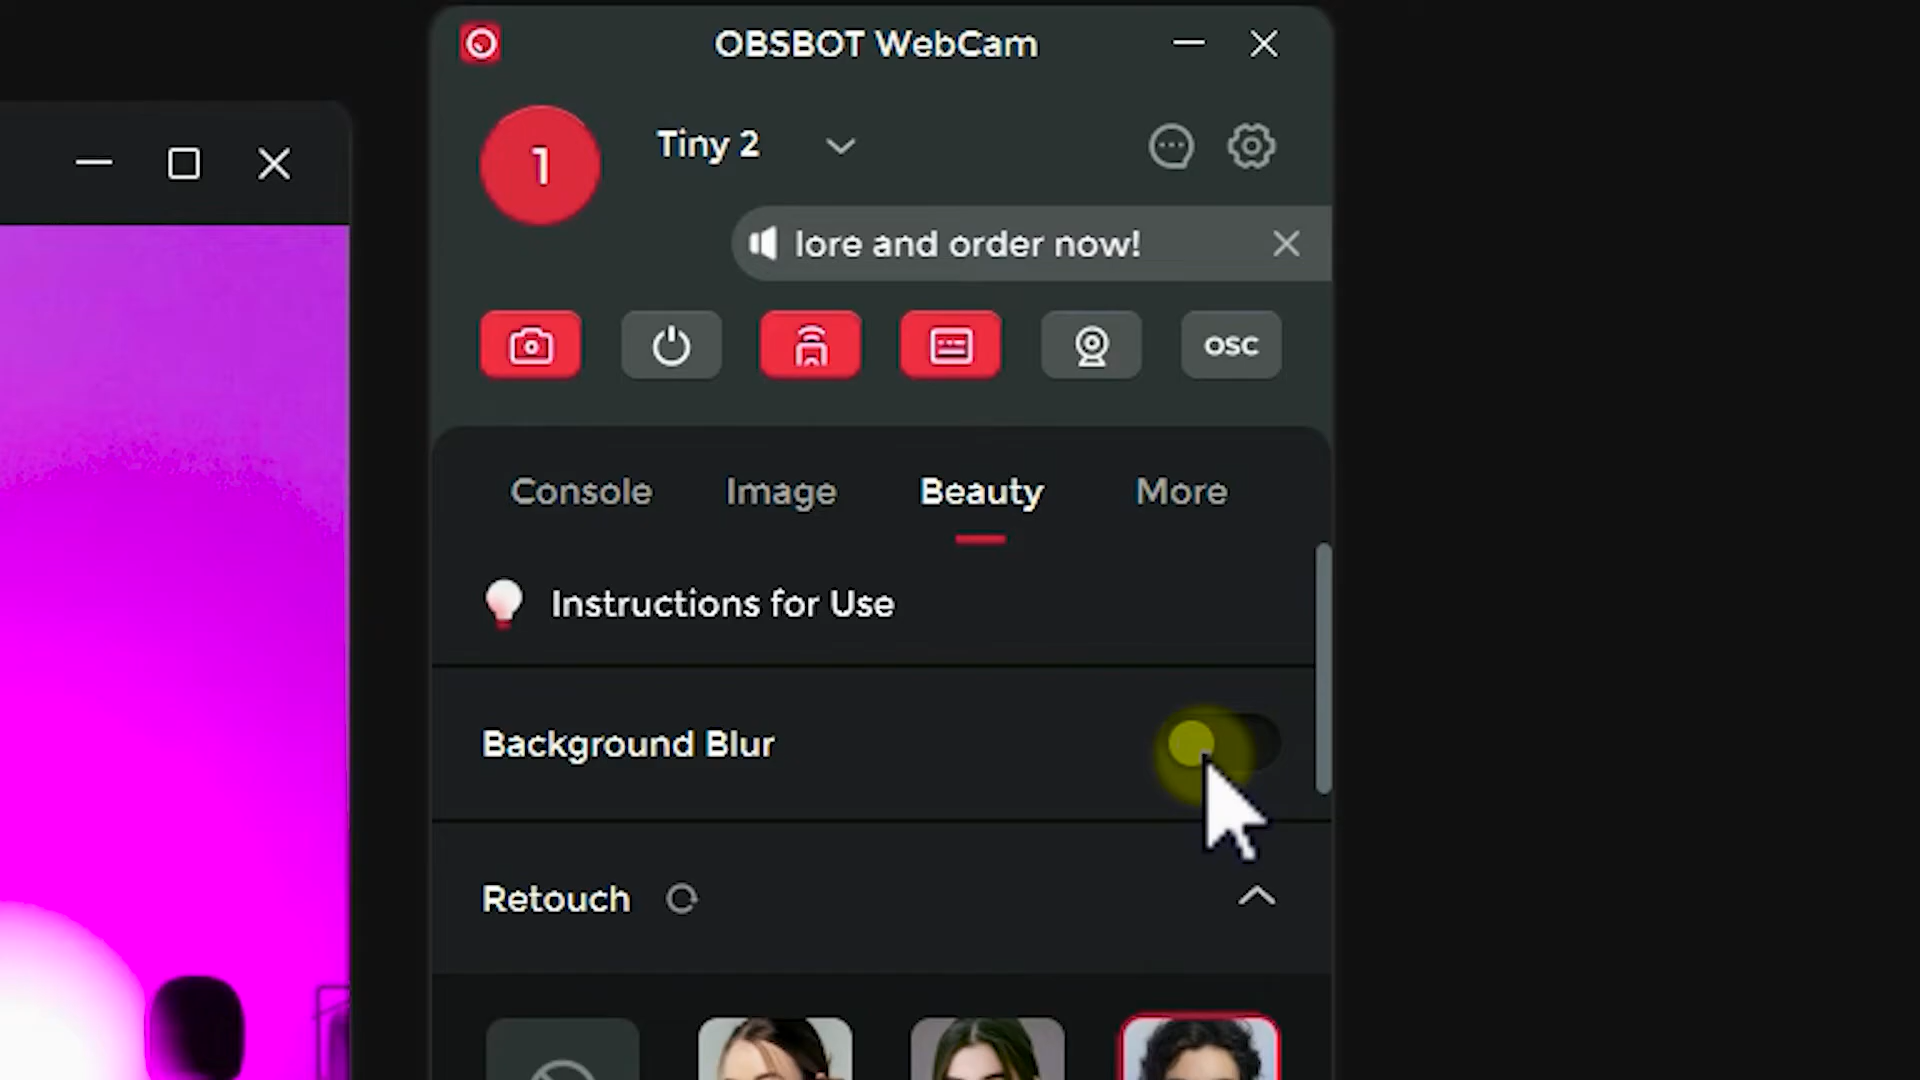 OBSBOT WebCam
1
Tiny 2
lore and order now!
OSC
Console
Image
Beauty
More
Instructions for Use
Background Blur
Retouch